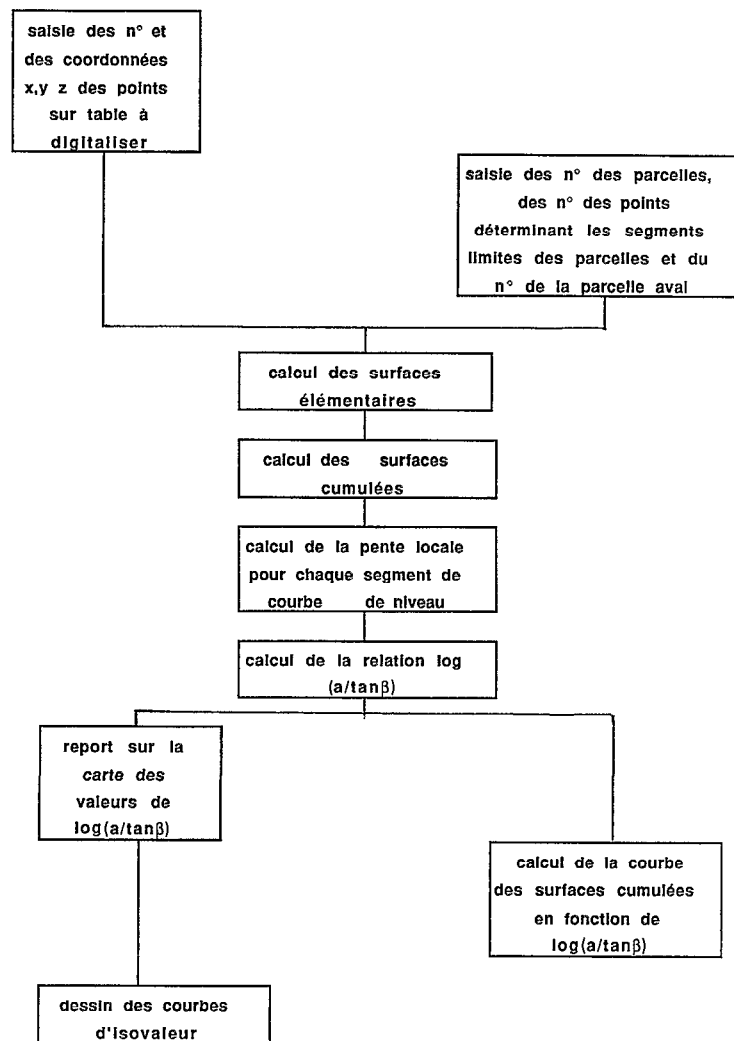 saisie des n° et
des coordonnées
x,y z des points
sur table à
digitaliser
saisie des n° des parcelles,
des n° des points
déterminant les segments
limites des parcelles et du
n° de la parcelle aval
calcul des surfaces
élémentaires
calcul des surfaces
cumulées
calcul de la pente locale
pour chaque segment de
courbe de niveau
calcul de la relation log
(a/tanβ)
report sur la
carte des
valeurs de
log(a/tanβ)
calcul de la courbe
des surfaces cumulées
en fonction de
log(a/tanβ)
dessin des courbes
d'isovaleur